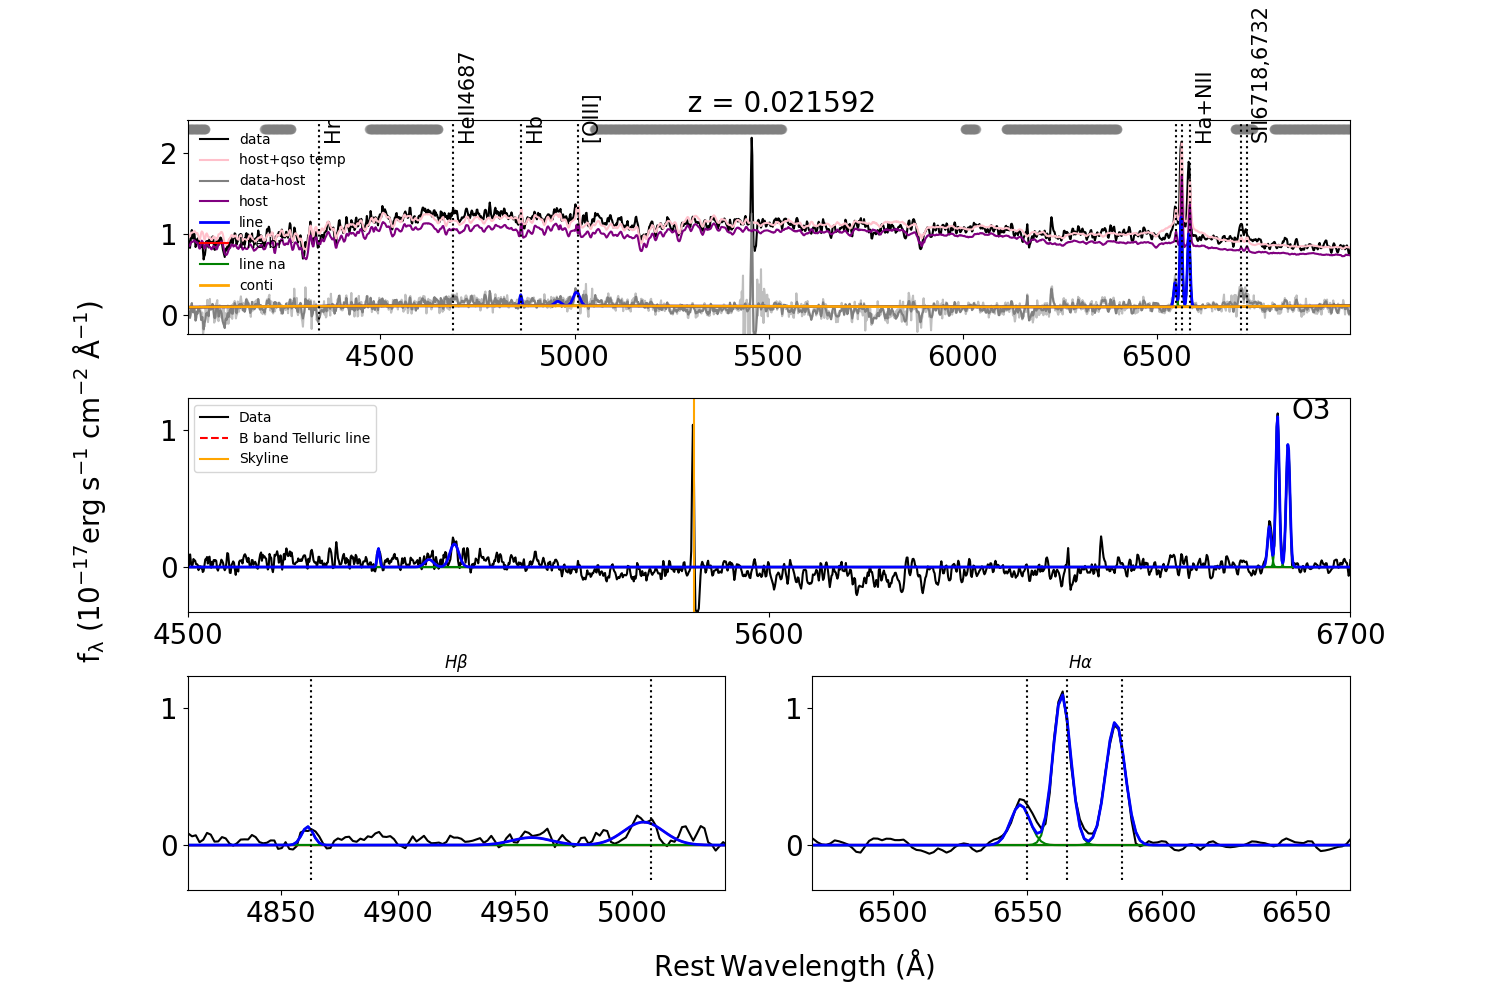 z = 0.021592
Hr
HeII4687
Hb
[OIII]
Ha+NII
SII6718,6732
data
host+qso temp
data-host
host
line
line na
conti
2
1
0
4500 5000 5500 6000 6500
fλ (10−17erg s−1 cm−2 Å−1)
Data
B band Telluric line
Skyline
O3
1
0
4500 5600 6700
Hβ
1
0
4850 4900 4950 5000
Hα
1
0
6500 6550 6600 6650
Rest Wavelength (Å)